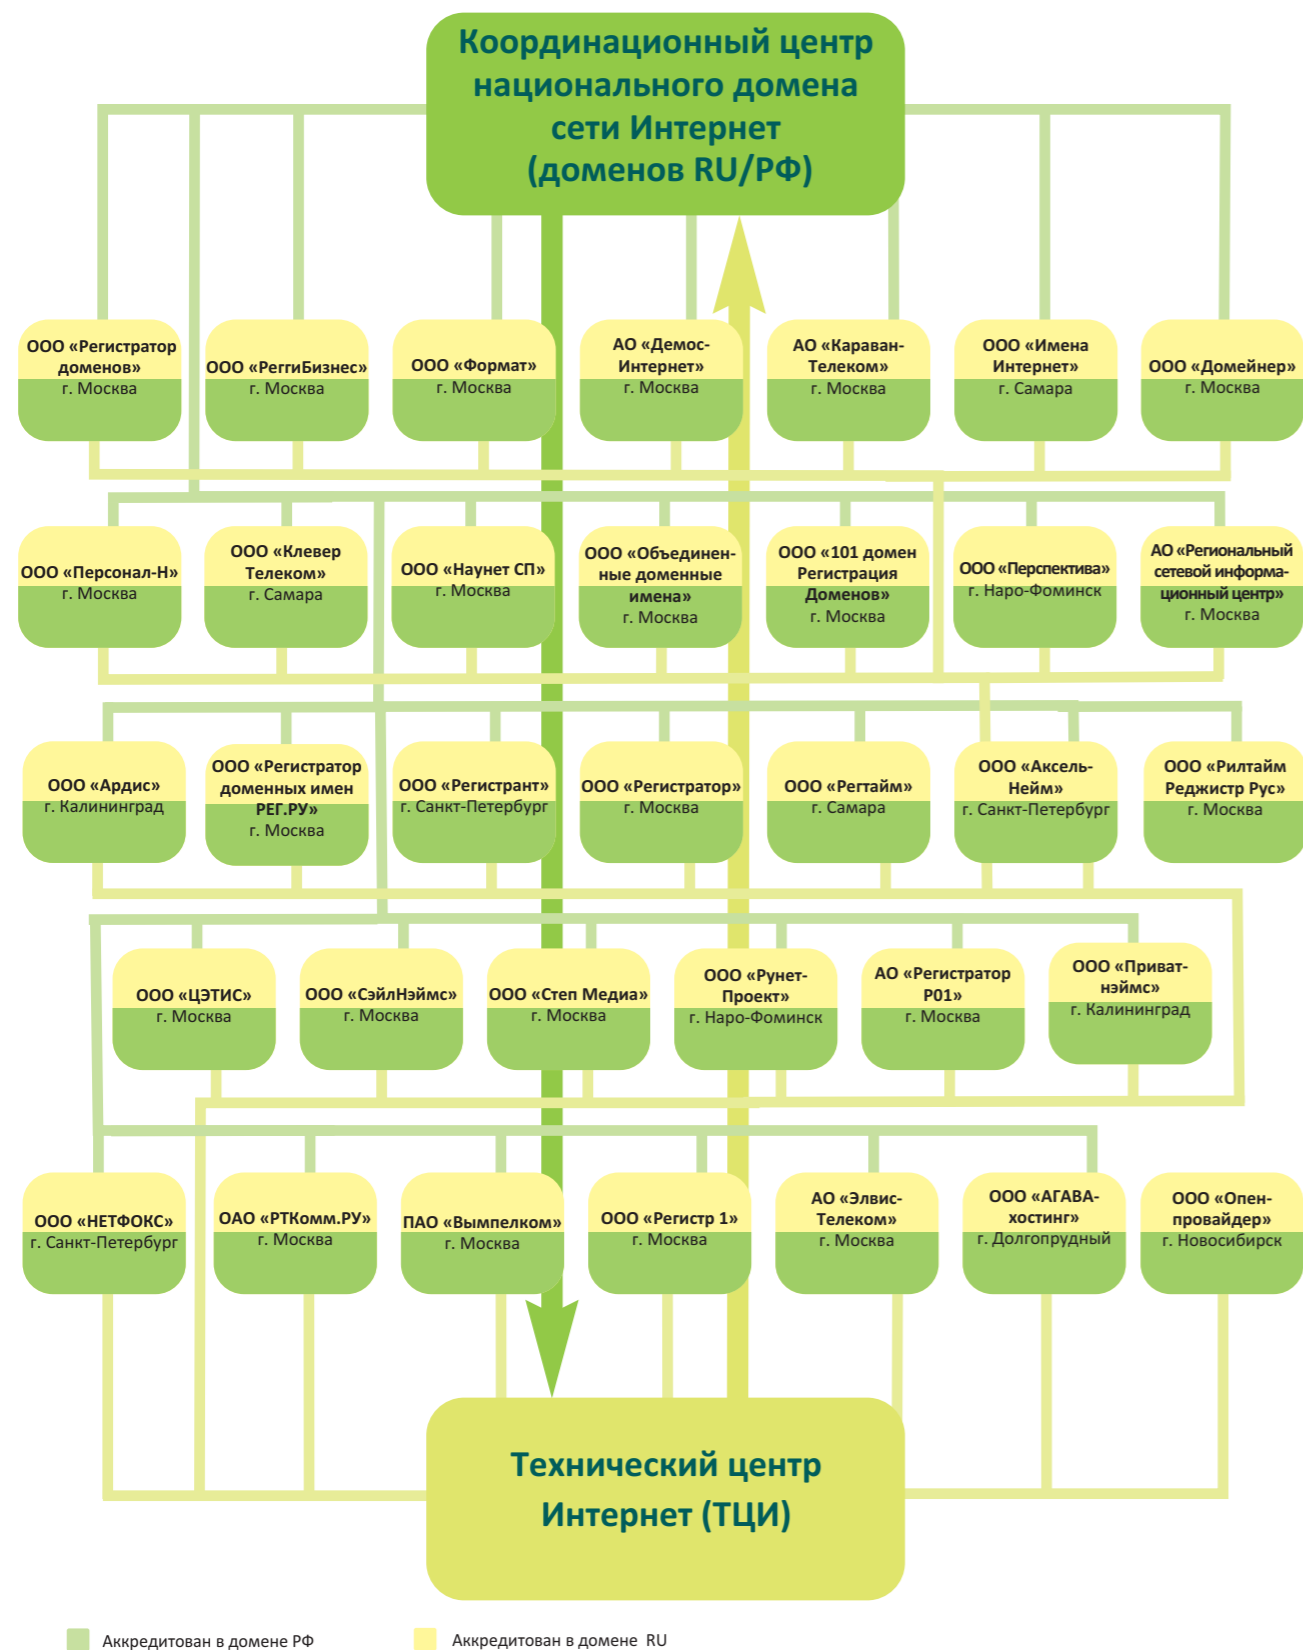 Координационный центр
национального домена
сети Интернет
(доменов RU/РФ)
ООО «Регистратор
доменов»
г. Москва
ООО «РеггиБизнес»
г. Москва
ООО «Формат»
г. Москва
АО «Демос-
Интернет»
г. Москва
АО «Караван-
Телеком»
г. Москва
ООО «Имена
Интернет»
г. Самара
ООО «Домейнер»
г. Москва
ООО «Персонал-Н»
г. Москва
ООО «Клевер
Телеком»
г. Самара
ООО «Наунет СП»
г. Москва
ООО «Объединен-
ные доменные
имена»
г. Москва
ООО «101 домен
Регистрация
Доменов»
г. Москва
ООО «Перспектива»
г. Наро-Фоминск
АО «Региональный
сетевой информа-
ционный центр»
г. Москва
ООО «Ардис»
г. Калининград
ООО «Регистратор
доменных имен
РЕГ.РУ»
г. Москва
ООО «Регистрант»
г. Санкт-Петербург
ООО «Регистратор»
г. Москва
ООО «Регтайм»
г. Самара
ООО «Аксель-
Нейм»
г. Санкт-Петербург
ООО «Рилтайм
Реджистр Рус»
г. Москва
ООО «ЦЭТИС»
г. Москва
ООО «СэйлНэймс»
г. Москва
ООО «Степ Медиа»
г. Москва
ООО «Рунет-
Проект»
г. Наро-Фоминск
АО «Регистратор
Р01»
г. Москва
ООО «Приват-
нэймс»
г. Калининград
ООО «НЕТФОКС»
г. Санкт-Петербург
ОАО «РТКомм.РУ»
г. Москва
ПАО «Вымпелком»
г. Москва
ООО «Регистр 1»
г. Москва
АО «Элвис-
Телеком»
г. Москва
ООО «АГАВА-
хостинг»
г. Долгопрудный
ООО «Опен-
провайдер»
г. Новосибирск
Технический центр
Интернет (ТЦИ)
Аккредитован в домене РФ
Аккредитован в домене RU